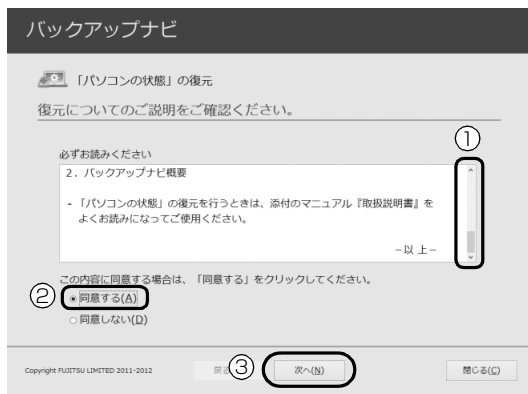 バックアップナビ
「パソコンの状態」の復元
復元についてのご説明をご確認ください。
①
必ずお読みください
2．バックアップナビ概要
- 「パソコンの状態」の復元を行うときは、添付のマニュアル『取扱説明書』を
よくお読みになってご使用ください。
－以 上－
この内容に同意する場合は、「同意する」をクリックしてください。
② 同意する(A)
同意しない(D)
Copyright FUJITSU LIMITED 2011-2012 戻 ③ 次へ(N) 閉じる(C)